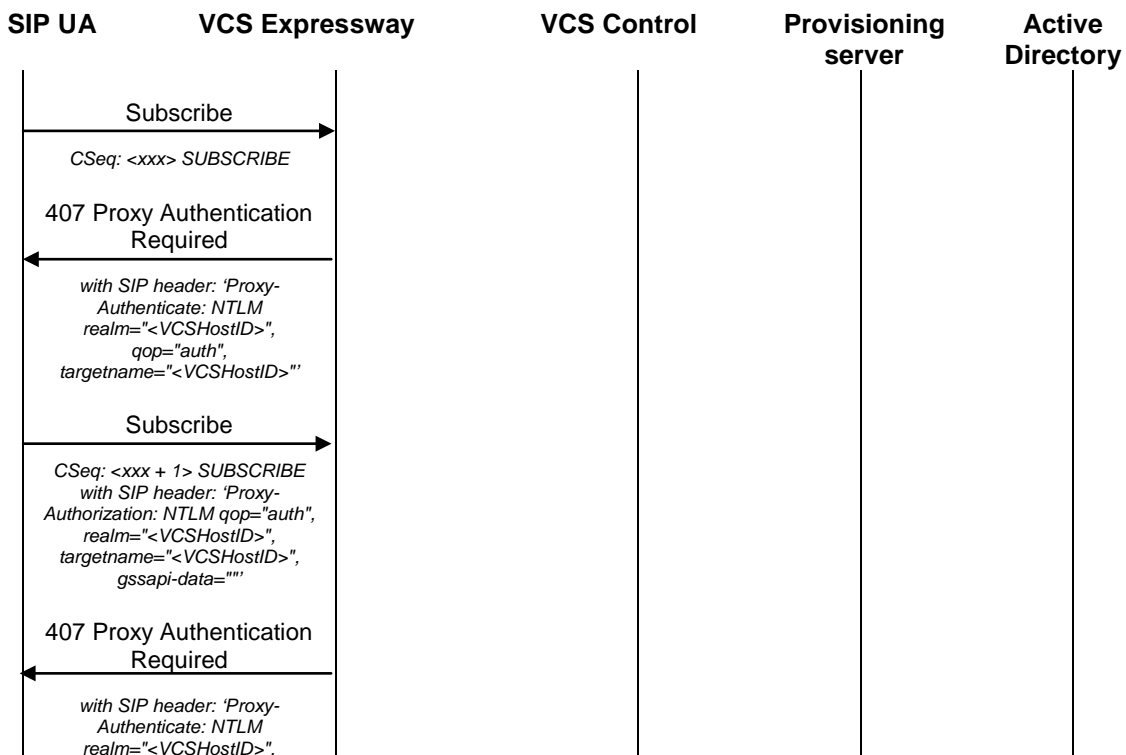 SIP UA
VCS Expressway
VCS Control
Provisioning
server
Active
Directory
Subscribe
CSeq: <xxx> SUBSCRIBE
407 Proxy Authentication
Required
with SIP header: ‘Proxy-
Authenticate: NTLM
realm="<VCSHostID>",
qop="auth",
targetname="<VCSHostID>"’
Subscribe
CSeq: <xxx + 1> SUBSCRIBE
with SIP header: ‘Proxy-
Authorization: NTLM qop="auth",
realm="<VCSHostID>",
targetname="<VCSHostID>",
gssapi-data=""’
407 Proxy Authentication
Required
with SIP header: ‘Proxy-
Authenticate: NTLM
realm="<VCSHostID>",